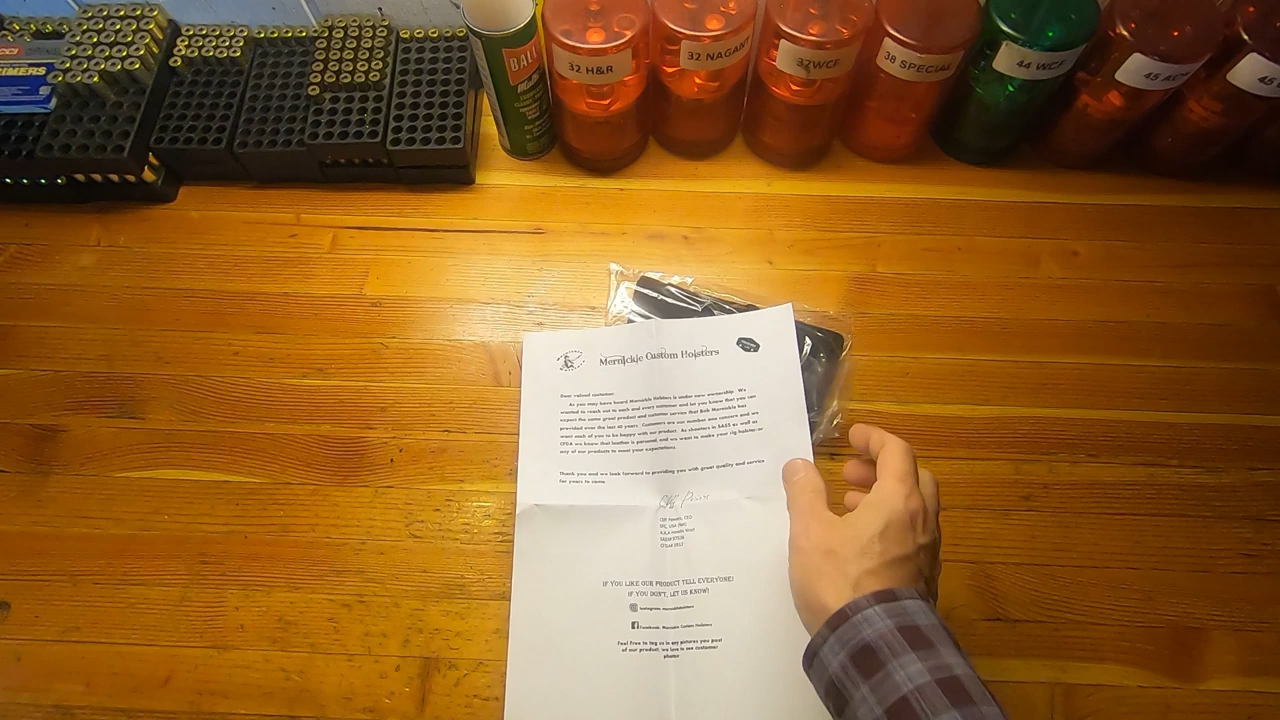 CCI
PRIMERS
BALL
32 H&R
32 NAGANT
32WCF
38 SPECIAL
44 WCF
45
45
Mernickle Custom Holsters
Dear valued customer,
As you may have heard Mernickle Holsters is under new ownership. We
wanted to reach out to each and every customer and let you know that you can
expect the same great product and customer service that Bob Mernickle has
provided over the last 40 years. Customers are our number one concern and we
want each of you to be happy with our product. As shooters in SASS as well as
CFDA we know that leather is personal, and we want to make your rig holster or
any of our products to meet your expectations.
Thank you and we look forward to providing you with great quality and service
for years to come.
Cliff Powers, CEO
IF YOU LIKE OUR PRODUCT TELL EVERYONE!
IF YOU DON'T, LET US KNOW!
Instagram: mernickleholsters
Facebook: Mernickle Custom Holsters
Feel free to tag us in any pictures you post
of our product, we love to see customer
photos